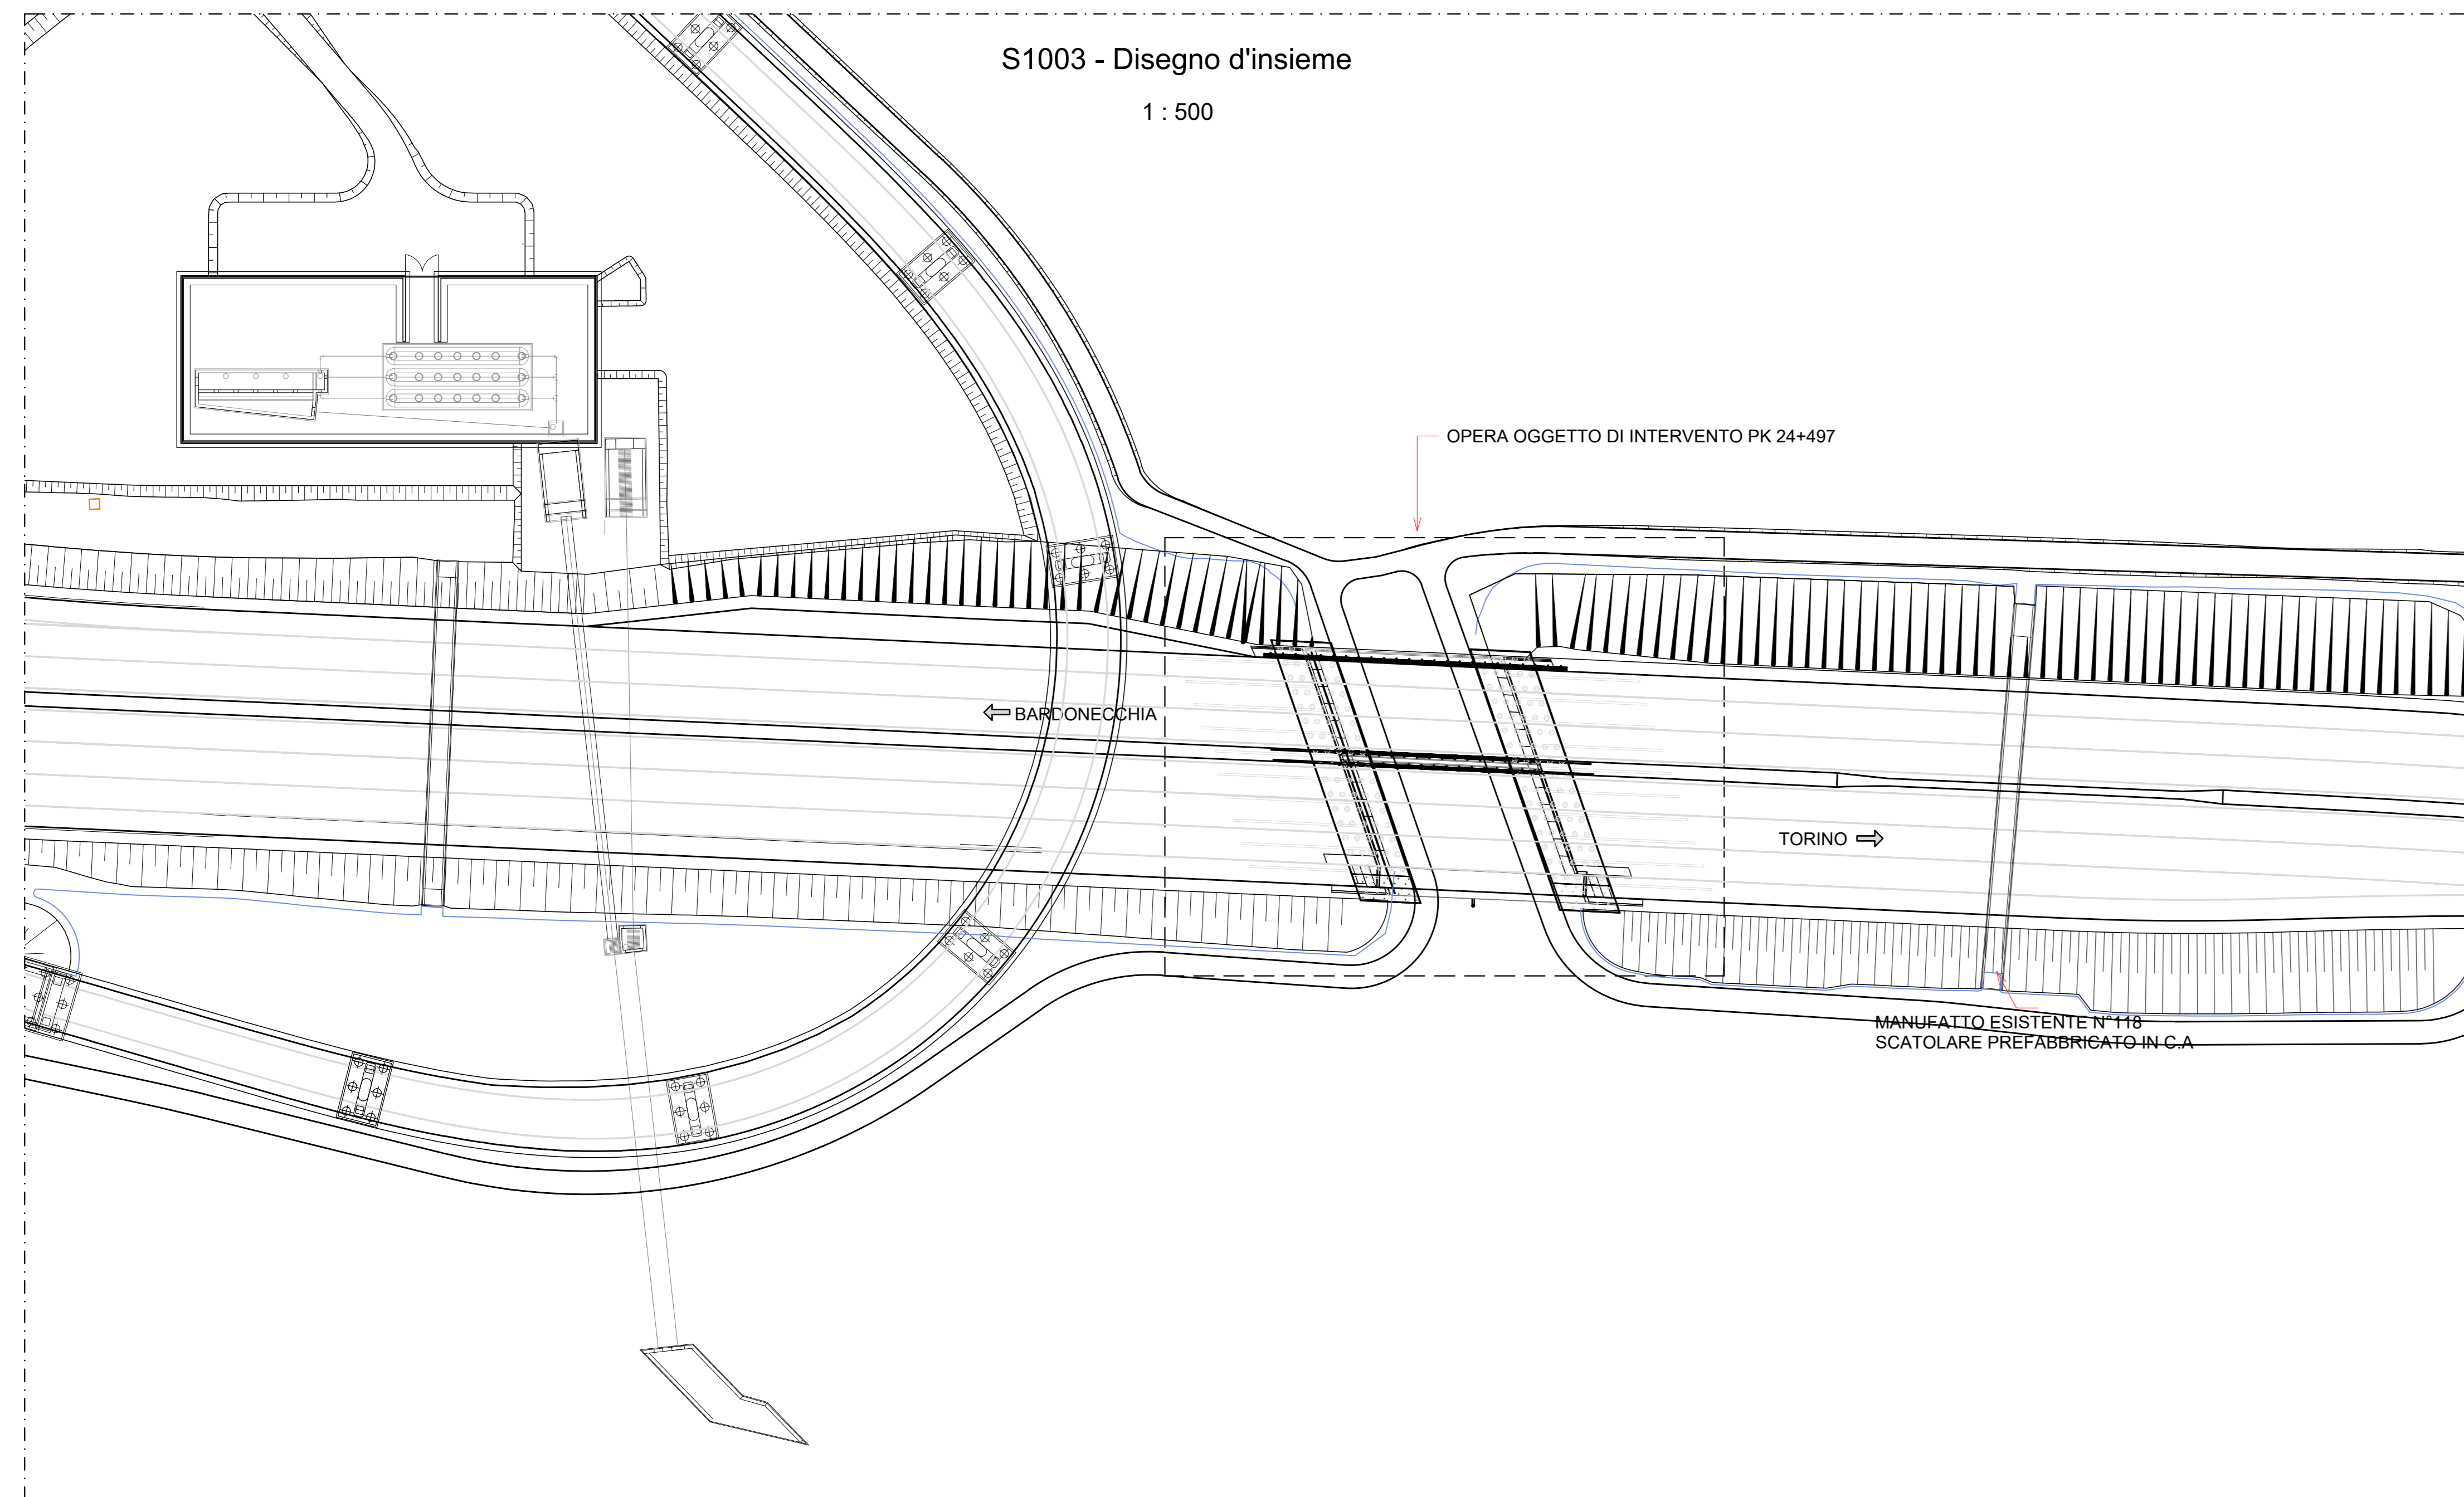 S1003 - Disegno d'insieme
1 : 500
OPERA OGGETTO DI INTERVENTO PK 24+497
BARDONECCHIA
TORINO
MANUFATTO ESISTENTE N°118
SCATOLARE PREFABBRICATO IN C.A